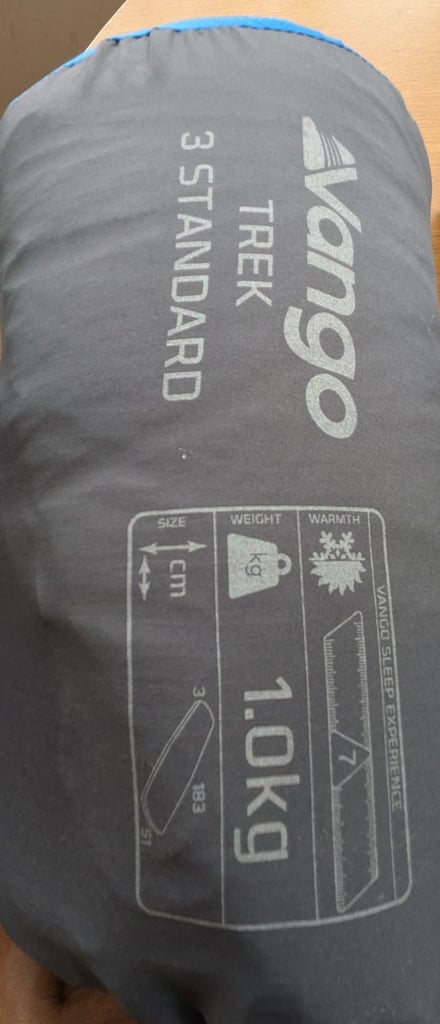 Vango
TREK
3 STANDARD
VANGO SLEEP EXPERIENCE
WARMTH
7
WEIGHT
kg
1.0kg
SIZE
cm
3
183
51